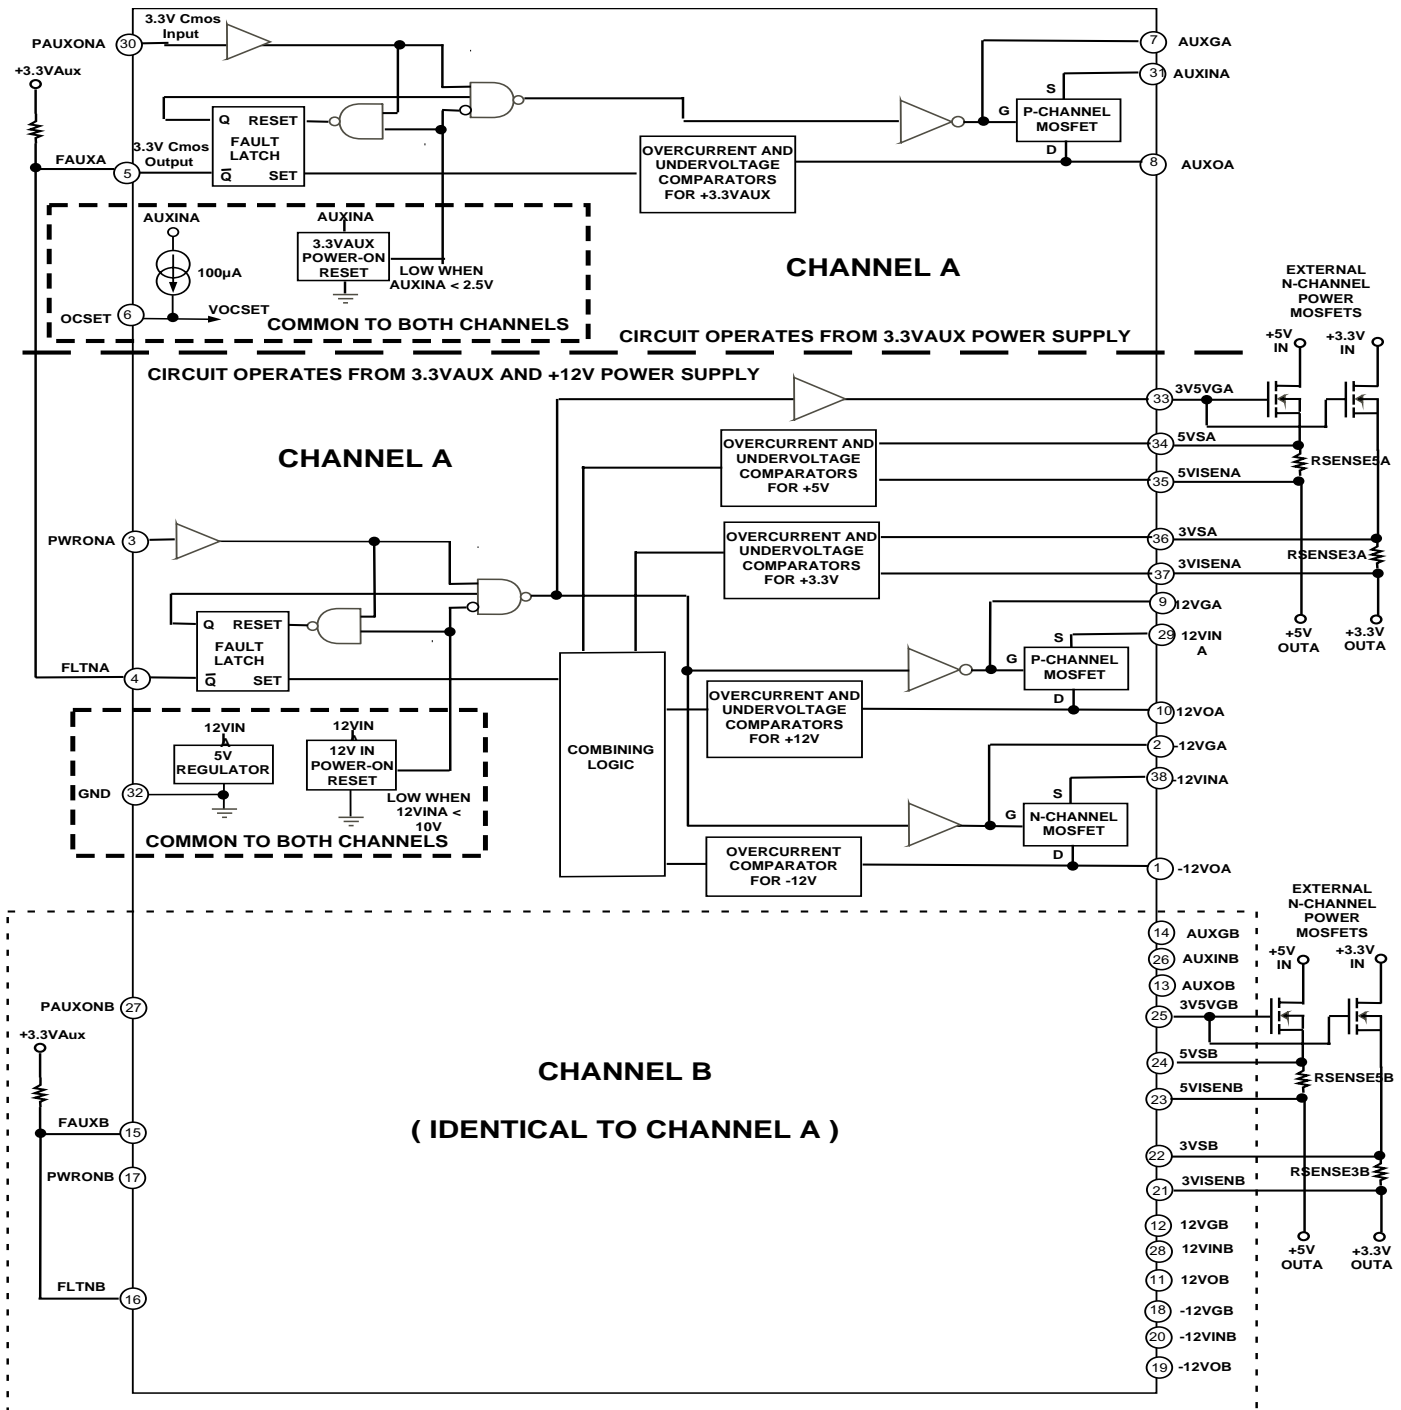 3.3V Cmos
Input
PAUXONA
30
+3.3VAux
7
AUXGA
31
AUXINA
S
G
P-CHANNEL
MOSFET
D
8
AUXOA
Q RESET
FAULT
LATCH
Q SET
3.3V Cmos
Output
FAUXA
5
OVERCURRENT AND
UNDERVOLTAGE
COMPARATORS
FOR +3.3VAUX
AUXINA
100µA
AUXINA
3.3VAUX
POWER-ON
RESET
LOW WHEN
AUXINA < 2.5V
OCSET
6
VOCSET
COMMON TO BOTH CHANNELS
CHANNEL A
CIRCUIT OPERATES FROM 3.3VAUX POWER SUPPLY
CIRCUIT OPERATES FROM 3.3VAUX AND +12V POWER SUPPLY
EXTERNAL
N-CHANNEL
POWER
MOSFETS
+5V
IN
+3.3V
IN
33
3V5VGA
34
5VSA
RSENSE5A
35
5VISENA
36
3VSA
RSENSE3A
37
3VISENA
+5V
OUTA
+3.3V
OUTA
CHANNEL A
OVERCURRENT AND
UNDERVOLTAGE
COMPARATORS
FOR +5V
OVERCURRENT AND
UNDERVOLTAGE
COMPARATORS
FOR +3.3V
PWRONA
3
Q RESET
FAULT
LATCH
Q SET
FLTNA
4
9
12VGA
29
12VIN
A
S
G
P-CHANNEL
MOSFET
D
10
12VOA
OVERCURRENT AND
UNDERVOLTAGE
COMPARATORS
FOR +12V
COMBINING
LOGIC
2
-12VGA
38
-12VINA
S
G
N-CHANNEL
MOSFET
D
1
-12VOA
OVERCURRENT
COMPARATOR
FOR -12V
12VIN
A
5V
REGULATOR
12VIN
A
12V IN
POWER-ON
RESET
GND
32
LOW WHEN
12VINA <
10V
COMMON TO BOTH CHANNELS
EXTERNAL
N-CHANNEL
POWER
MOSFETS
+5V
IN
+3.3V
IN
14
AUXGB
26
AUXINB
13
AUXOB
25
3V5VGB
24
5VSB
RSENSE5B
23
5VISENB
22
3VSB
RSENSE3B
21
3VISENB
12
12VGB
28
12VINB
11
12VOB
18
-12VGB
20
-12VINB
19
-12VOB
+5V
OUTA
+3.3V
OUTA
PAUXONB
27
+3.3VAux
FAUXB
15
PWRONB
17
FLTNB
16
CHANNEL B
( IDENTICAL TO CHANNEL A )